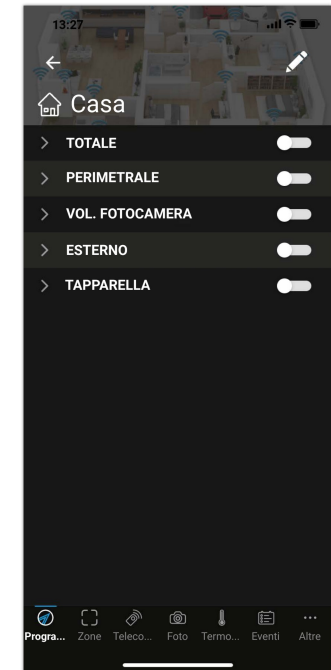 13:27
Casa
TOTALE
PERIMETRALE
VOL. FOTOCAMERA
ESTERNO
TAPPARELLA
Progra... Zone Teleco... Foto Termo... Eventi Altre